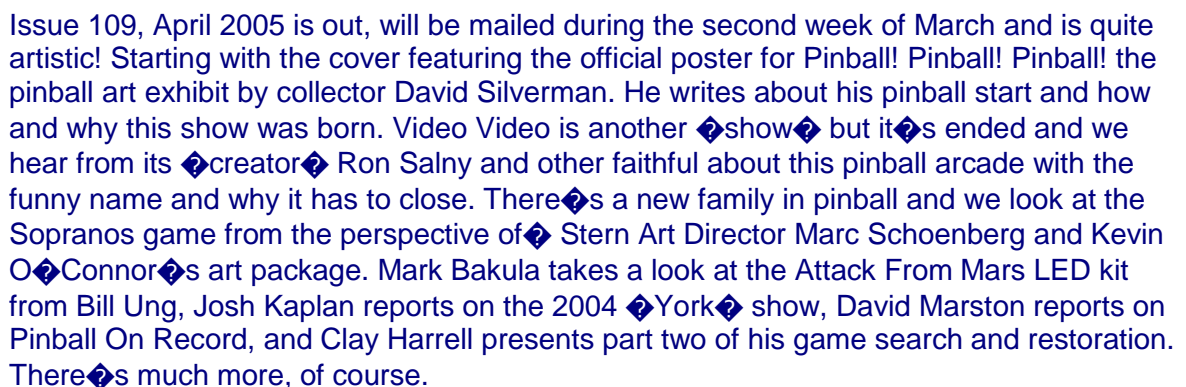 Issue 109, April 2005 is out, will be mailed during the second week of March and is quite
artistic! Starting with the cover featuring the official poster for Pinball! Pinball! Pinball! the
pinball art exhibit by collector David Silverman. He writes about his pinball start and how
and why this show was born. Video Video is another �show� but it�s ended and we
hear from its �creator� Ron Salny and other faithful about this pinball arcade with the
funny name and why it has to close. There�s a new family in pinball and we look at the
Sopranos game from the perspective of� Stern Art Director Marc Schoenberg and Kevin
O�Connor�s art package. Mark Bakula takes a look at the Attack From Mars LED kit
from Bill Ung, Josh Kaplan reports on the 2004 �York� show, David Marston reports on
Pinball On Record, and Clay Harrell presents part two of his game search and restoration.
There�s much more, of course.